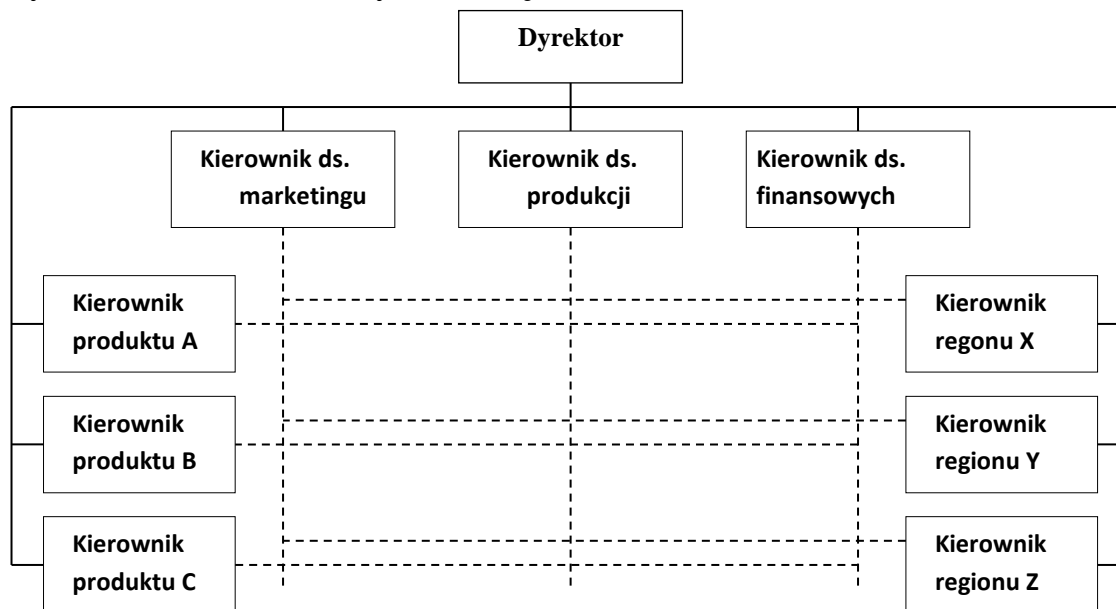 Dyrektor
Kierownik ds.
marketingu
Kierownik ds.
produkcji
Kierownik ds.
finansowych
Kierownik
produktu A
Kierownik
regonu X
Kierownik
produktu B
Kierownik
regionu Y
Kierownik
produktu C
Kierownik
regionu Z